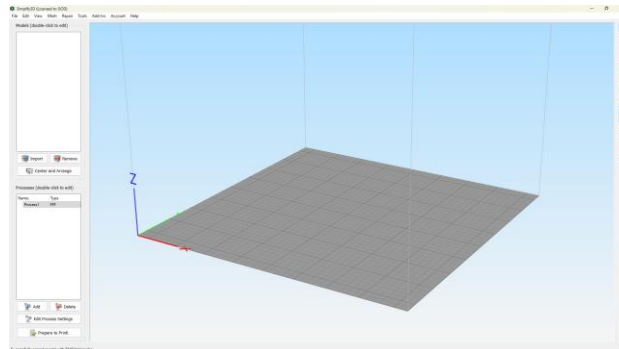 Simplify3D (Licensed to SOD)
File Edit View Mesh Repair Tools Add-Ins Account Help
Models (double-click to edit)
Import Remove
Center and Arrange
Processes (double-click to edit)
Name Type
Process1 FFF
Add Delete
Edit Process Settings
Prepare to Print!
Z